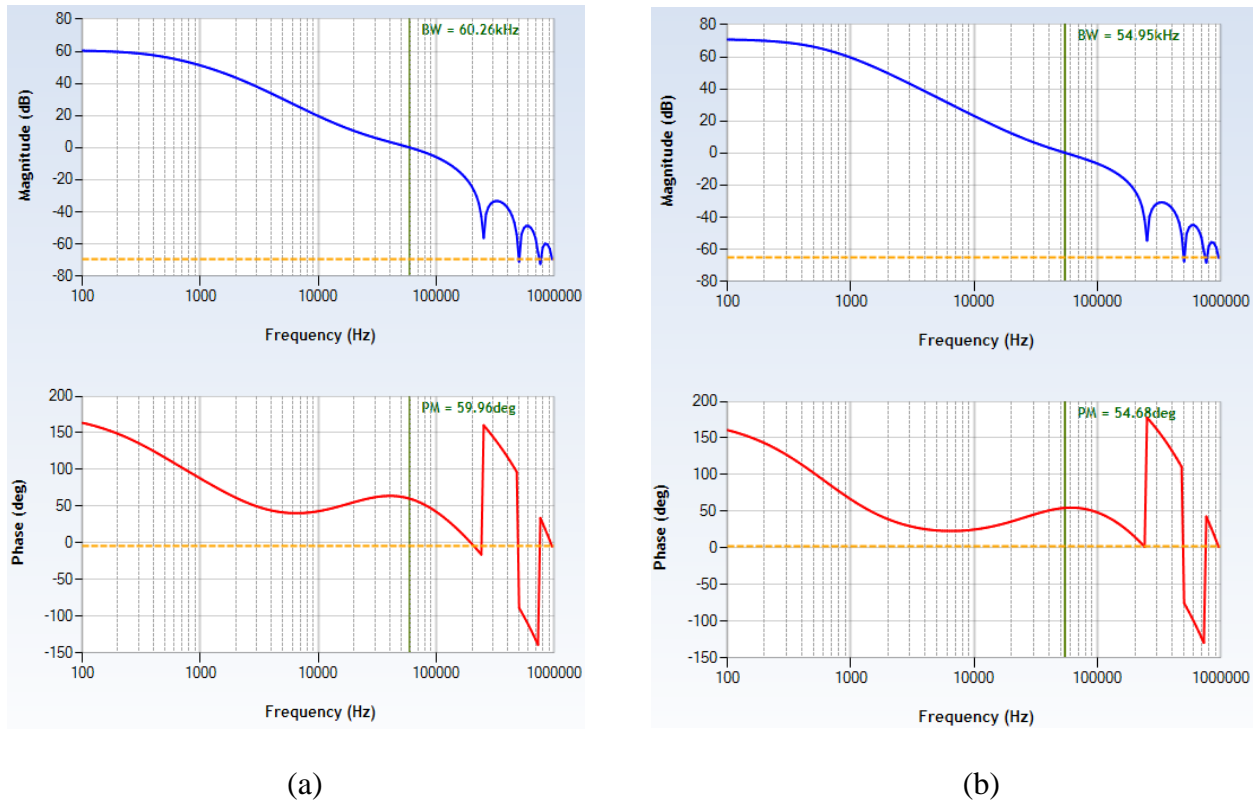 80
60
40
20
0
-20
-40
-60
-80
Magnitude (dB)
BW = 60.26kHz
100 1000 10000 100000 1000000
Frequency (Hz)
200
150
100
50
0
-50
-100
-150
Phase (deg)
PM = 59.96deg
100 1000 10000 100000 1000000
Frequency (Hz)
(a)
80
60
40
20
0
-20
-40
-60
-80
Magnitude (dB)
BW = 54.95kHz
100 1000 10000 100000 1000000
Frequency (Hz)
200
150
100
50
0
-50
-100
-150
Phase (deg)
PM = 54.68deg
100 1000 10000 100000 1000000
Frequency (Hz)
(b)